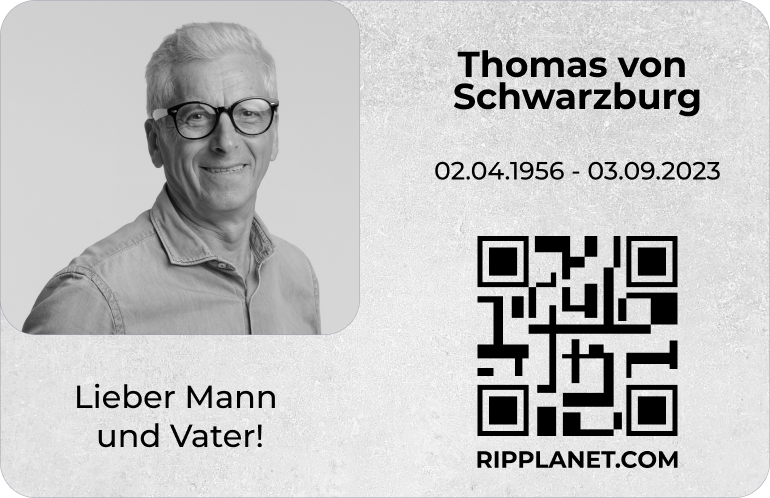 Thomas von
Schwarzburg
02.04.1956 - 03.09.2023
Lieber Mann
und Vater!
RIPPLANET.COM